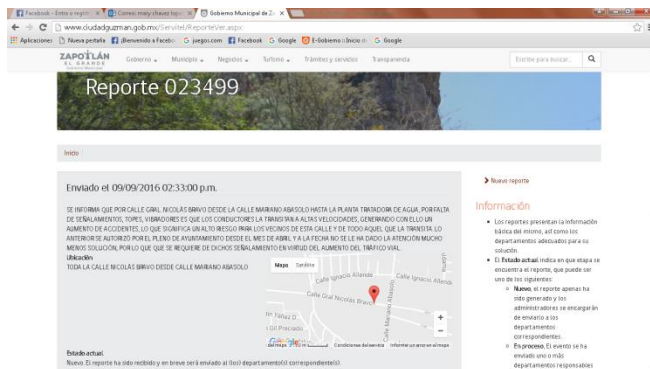 Facebook - Entra o regístr
Correo: mary chavez lope
Gobierno Municipal de Z
www.ciudadguzman.gob.mx/Servitel/ReporteVer.aspx
Aplicaciones Nueva pestaña ¡Bienvenido a Facebo juegos.com Facebook Google E-Gobierno :: Inicio d Google
ZAPOTLÁN
EL GRANDE
Gobierno Municipio Negocios Turismo Trámites y servicios Transparencia
Escribe para buscar...
Reporte 023499
Inicio
Enviado el 09/09/2016 02:33:00 p.m.
SE INFORMA QUE POR CALLE GRAL. NICOLÁS BRAVO DESDE LA CALLE MARIANO ABASOLO HASTA LA PLANTA TRATADORA DE AGUA, POR FALTA
DE SEÑALAMIENTOS, TOPES, VIBRADORES ES QUE LOS CONDUCTORES LA TRANSITAN A ALTAS VELOCIDADES, GENERANDO CON ELLO UN
AUMENTO DE ACCIDENTES, LO QUE SIGNIFICA UN ALTO RIESGO PARA LOS VECINOS DE ESTA CALLE Y DE TODO AQUEL QUE LA TRANSITA. LO
ANTERIOR SE AUTORIZÓ POR EL PLENO DE AYUNTAMIENTO DESDE EL MES DE ABRIL Y A LA FECHA NO SE LE HA DADO LA ATENCIÓN MUCHO
MENOS SOLUCIÓN, POR LO QUE QUE SE REQUIERE DE DICHOS SEÑALAMIENTO EN VIRTUD DEL AUMENTO DEL TRÁFICO VIAL.
Ubicación
TODA LA CALLE NICOLÁS BRAVO DESDE CALLE MARIANO ABASOLO
Mapa Satélite
Calle Ignacio Allende
Calle Ignacio Allende
Calle Gral Nicolás Bravo
Calle Mariano Abasolo
Gil Preciado
Condiciones del servicio Informar un error en el mapa
Estado actual
Nuevo. El reporte ha sido recibido y en breve será enviado al (los) departamento(s) correspondiente(s).
Nuevo reporte
Información
Los reportes presentan la información
básica del mismo, así como los
departamentos adecuados para su
solución.
El Estado actual indica en que etapa se
encuentra el reporte, que puede ser
uno de los siguientes:
Nuevo, el reporte apenas ha
sido generado y los
administradores se encargarán
de enviarlo a los
departamentos
correspondientes.
En proceso, El evento se ha
enviado uno o más
departamentos responsables